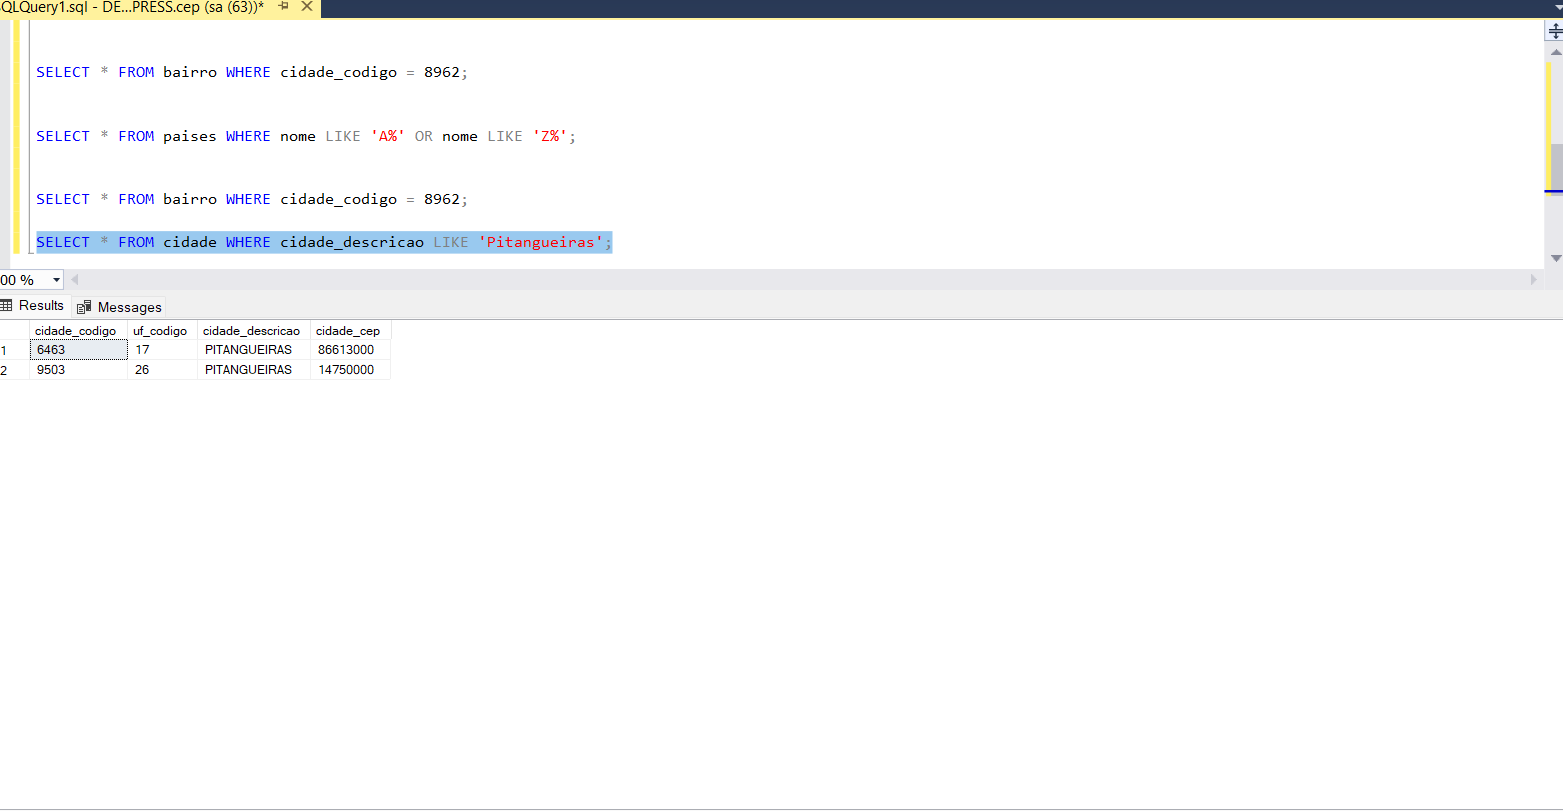 QLQuery1.sql - DE...PRESS.cep (sa (63))*
SELECT * FROM bairro WHERE cidade_codigo = 8962;
SELECT * FROM paises WHERE nome LIKE 'A%' OR nome LIKE 'Z%';
SELECT * FROM bairro WHERE cidade_codigo = 8962;
SELECT * FROM cidade WHERE cidade_descricao LIKE 'Pitangueiras';
00 %
Results Messages
cidade_codigo uf_codigo cidade_descricao cidade_cep
1 6463 17 PITANGUEIRAS 86613000
2 9503 26 PITANGUEIRAS 14750000